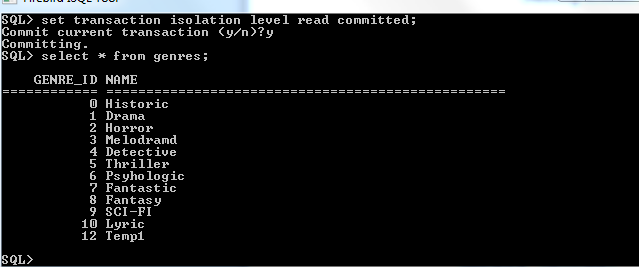 Firebird ISQL Tool
SQL> set transaction isolation level read committed;
Commit current transaction (y/n)?y
Committing.
SQL> select * from genres;
GENRE_ID NAME
============ ==================================================
0 Historic
1 Drama
2 Horror
3 Melodramd
4 Detective
5 Thriller
6 Psyhologic
7 Fantastic
8 Fantasy
9 SCI-FI
10 Lyric
12 Temp1
SQL>